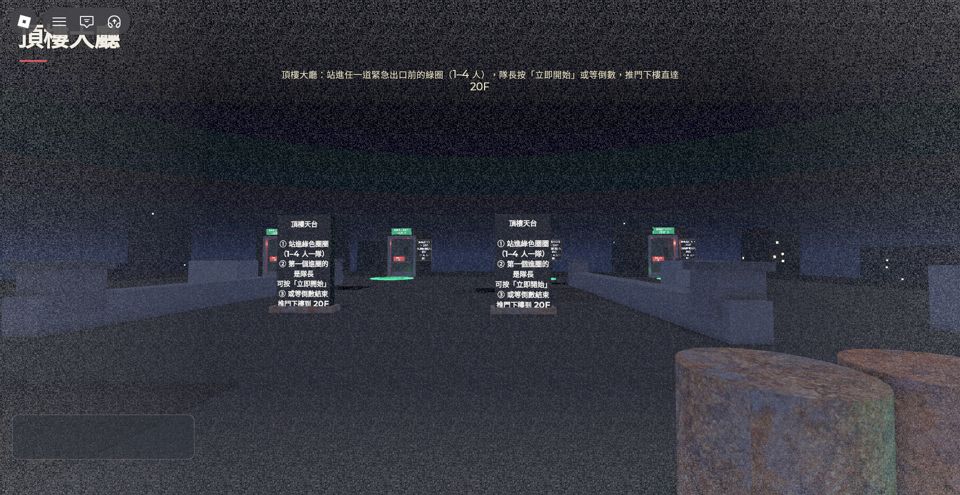 頂樓大廳
頂樓大廳：站進任一道緊急出口前的綠圈（1–4 人），隊長按「立即開始」或等倒數，推門下樓直達
20F
頂樓天台
① 站進綠色圈圈
（1–4 人一隊）
② 第一個進圈的
是隊長
可按「立即開始」
③ 或等倒數結束
推門下樓到 20F
頂樓天台
① 站進綠色圈圈
（1–4 人一隊）
② 第一個進圈的
是隊長
可按「立即開始」
③ 或等倒數結束
推門下樓到 20F